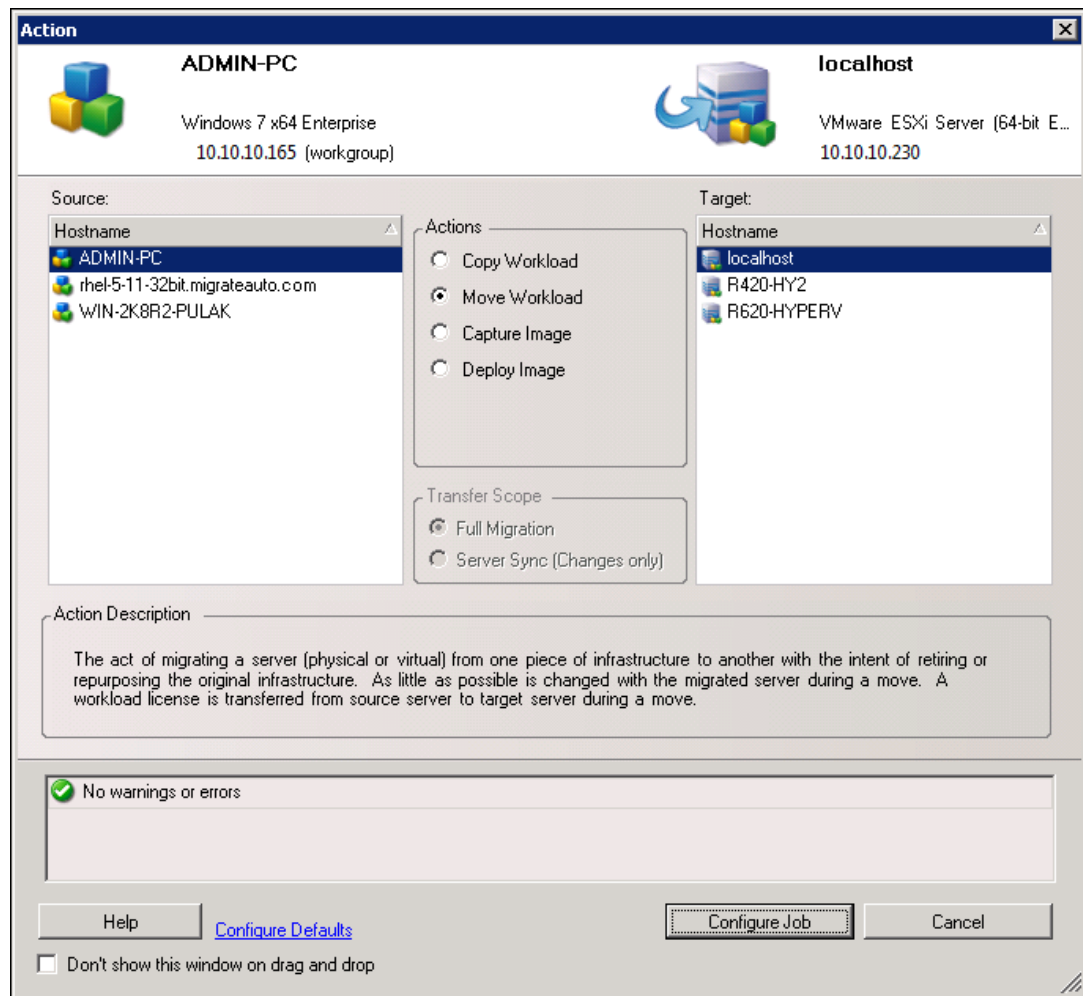 Action
ADMIN-PC
Windows 7 x64 Enterprise
10.10.10.165 (workgroup)
localhost
VMware ESXi Server (64-bit E...
10.10.10.230
Source:
Hostname
ADMIN-PC
rhel-5-11-32bit.migrateauto.com
WIN-2K8R2-PULAK
Actions
Copy Workload
Move Workload
Capture Image
Deploy Image
Transfer Scope
Full Migration
Server Sync (Changes only)
Target:
Hostname
localhost
R420-HY2
R620-HYPERV
Action Description
The act of migrating a server (physical or virtual) from one piece of infrastructure to another with the intent of retiring or
repurposing the original infrastructure. As little as possible is changed with the migrated server during a move. A
workload license is transferred from source server to target server during a move.
No warnings or errors
Help
Configure Defaults
Configure Job
Cancel
Don't show this window on drag and drop